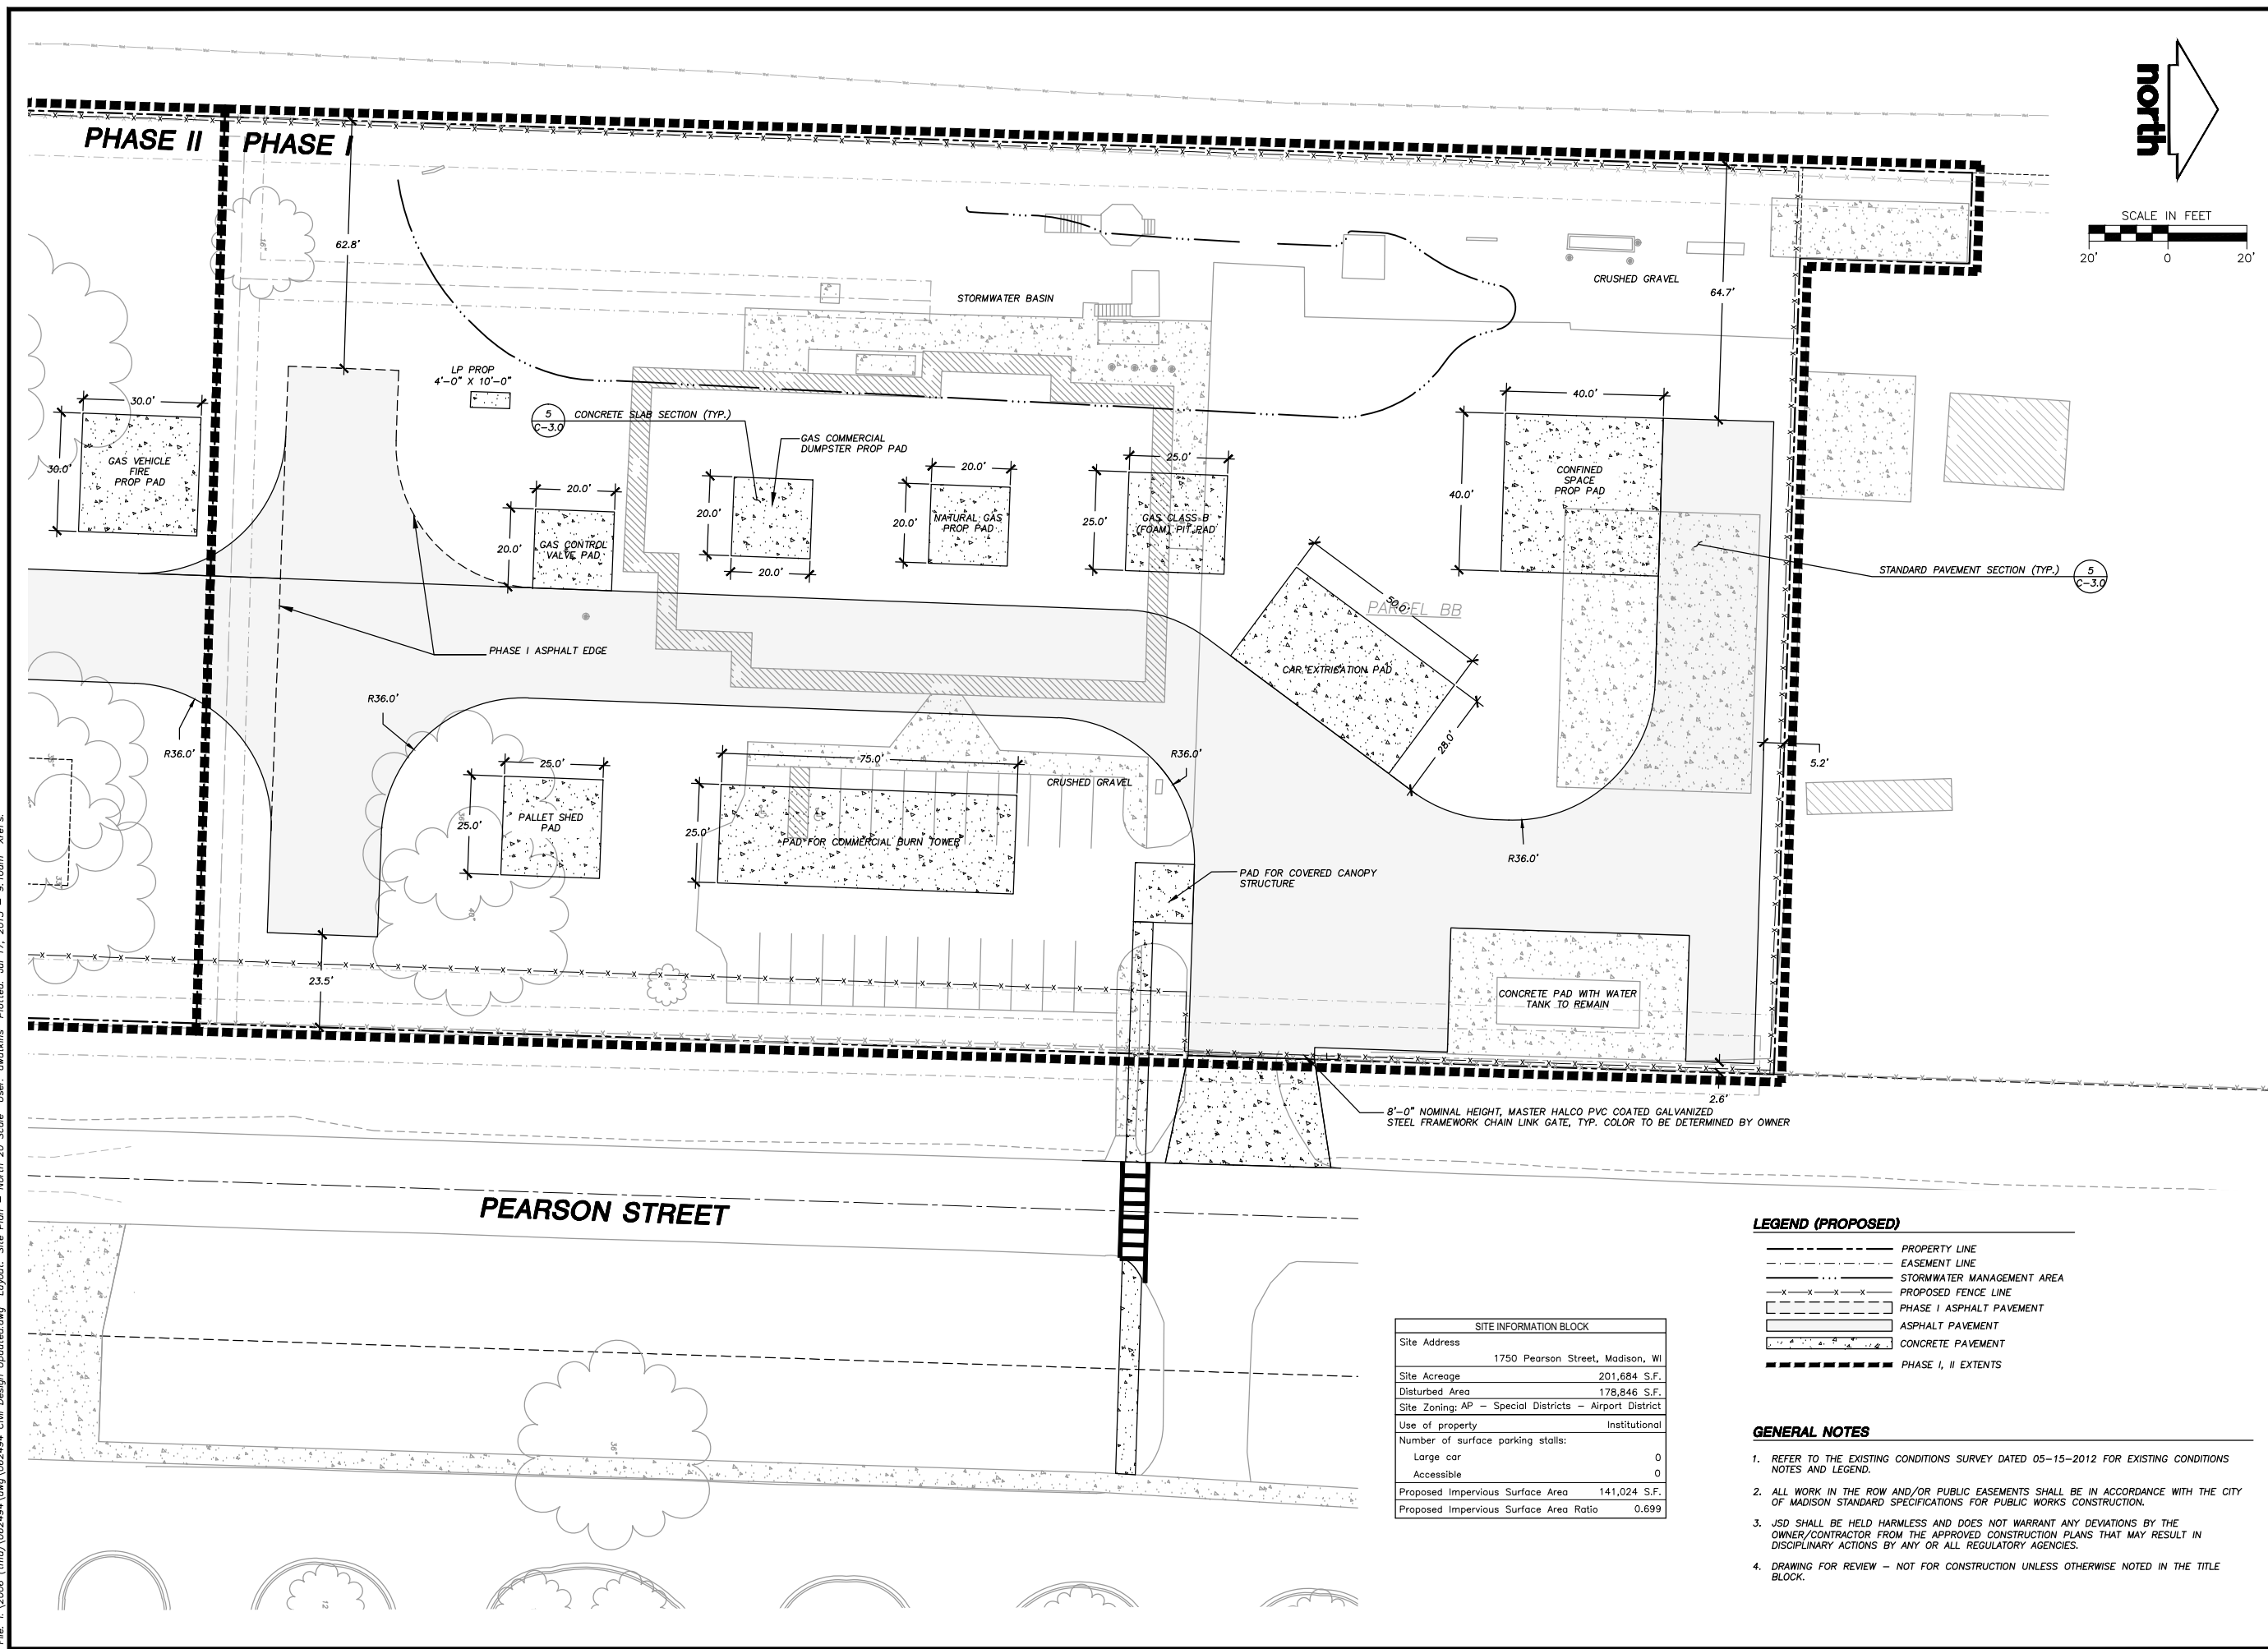 north
SCALE IN FEET
20' 0 20'
PHASE II
PHASE I
62.8'
STORMWATER BASIN
CRUSHED GRAVEL
64.7'
LP PROP
4'-0" X 10'-0"
5
C-3.0
CONCRETE SLAB SECTION (TYP.)
GAS COMMERCIAL
DUMPSTER PROP PAD
30.0'
30.0'
GAS VEHICLE
FIRE
PROP PAD
20.0'
20.0'
GAS CONTROL
VALVE PAD
20.0'
20.0'
20.0'
20.0'
NATURAL GAS
PROP PAD
25.0'
25.0'
GAS CLASS B
(FOAM) PIT PAD
40.0'
40.0'
CONFINED
SPACE
PROP PAD
STANDARD PAVEMENT SECTION (TYP.)
5
C-3.0
PARCEL BB
50.0'
CAR EXTRICATION PAD
28.0'
PHASE I ASPHALT EDGE
R36.0'
R36.0'
R36.0'
5.2'
25.0'
25.0'
PALLET SHED
PAD
75.0'
25.0'
CRUSHED GRAVEL
PAD FOR COMMERCIAL BURN TOWER
R36.0'
PAD FOR COVERED CANOPY
STRUCTURE
23.5'
CONCRETE PAD WITH WATER
TANK TO REMAIN
2.6'
8'-0" NOMINAL HEIGHT, MASTER HALCO PVC COATED GALVANIZED
STEEL FRAMEWORK CHAIN LINK GATE, TYP. COLOR TO BE DETERMINED BY OWNER
PEARSON STREET
16"
6"
40"
36"
12"
SITE INFORMATION BLOCK
Site Address
1750 Pearson Street, Madison, WI
Site Acreage 201,684 S.F.
Disturbed Area 178,846 S.F.
Site Zoning: AP – Special Districts – Airport District
Use of property Institutional
Number of surface parking stalls:
Large car 0
Accessible 0
Proposed Impervious Surface Area 141,024 S.F.
Proposed Impervious Surface Area Ratio 0.699
LEGEND (PROPOSED)
PROPERTY LINE
EASEMENT LINE
STORMWATER MANAGEMENT AREA
PROPOSED FENCE LINE
PHASE I ASPHALT PAVEMENT
ASPHALT PAVEMENT
CONCRETE PAVEMENT
PHASE I, II EXTENTS
GENERAL NOTES
1. REFER TO THE EXISTING CONDITIONS SURVEY DATED 05-15-2012 FOR EXISTING CONDITIONS
NOTES AND LEGEND.
2. ALL WORK IN THE ROW AND/OR PUBLIC EASEMENTS SHALL BE IN ACCORDANCE WITH THE CITY
OF MADISON STANDARD SPECIFICATIONS FOR PUBLIC WORKS CONSTRUCTION.
3. JSD SHALL BE HELD HARMLESS AND DOES NOT WARRANT ANY DEVIATIONS BY THE
OWNER/CONTRACTOR FROM THE APPROVED CONSTRUCTION PLANS THAT MAY RESULT IN
DISCIPLINARY ACTIONS BY ANY OR ALL REGULATORY AGENCIES.
4. DRAWING FOR REVIEW – NOT FOR CONSTRUCTION UNLESS OTHERWISE NOTED IN THE TITLE
BLOCK.